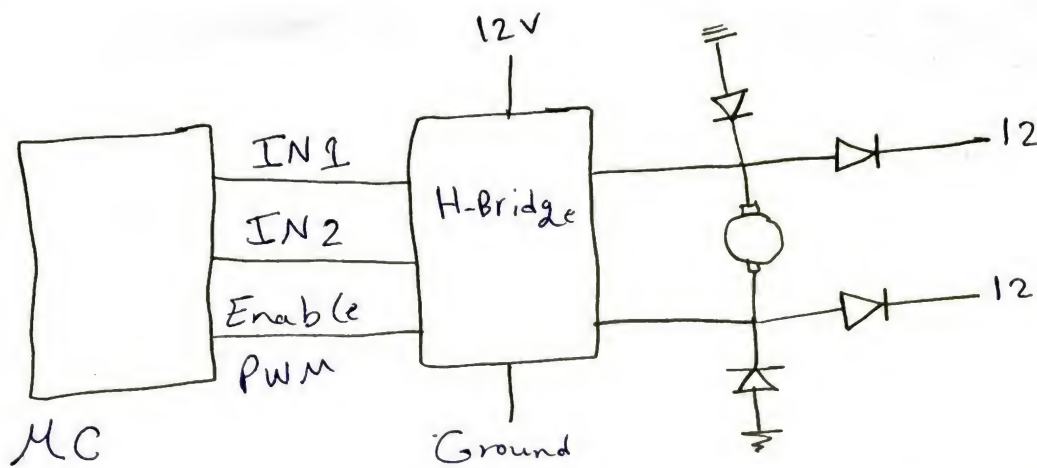 12V
IN1
12
H-Bridge
IN2
12
Enable
PWM
MC
Ground